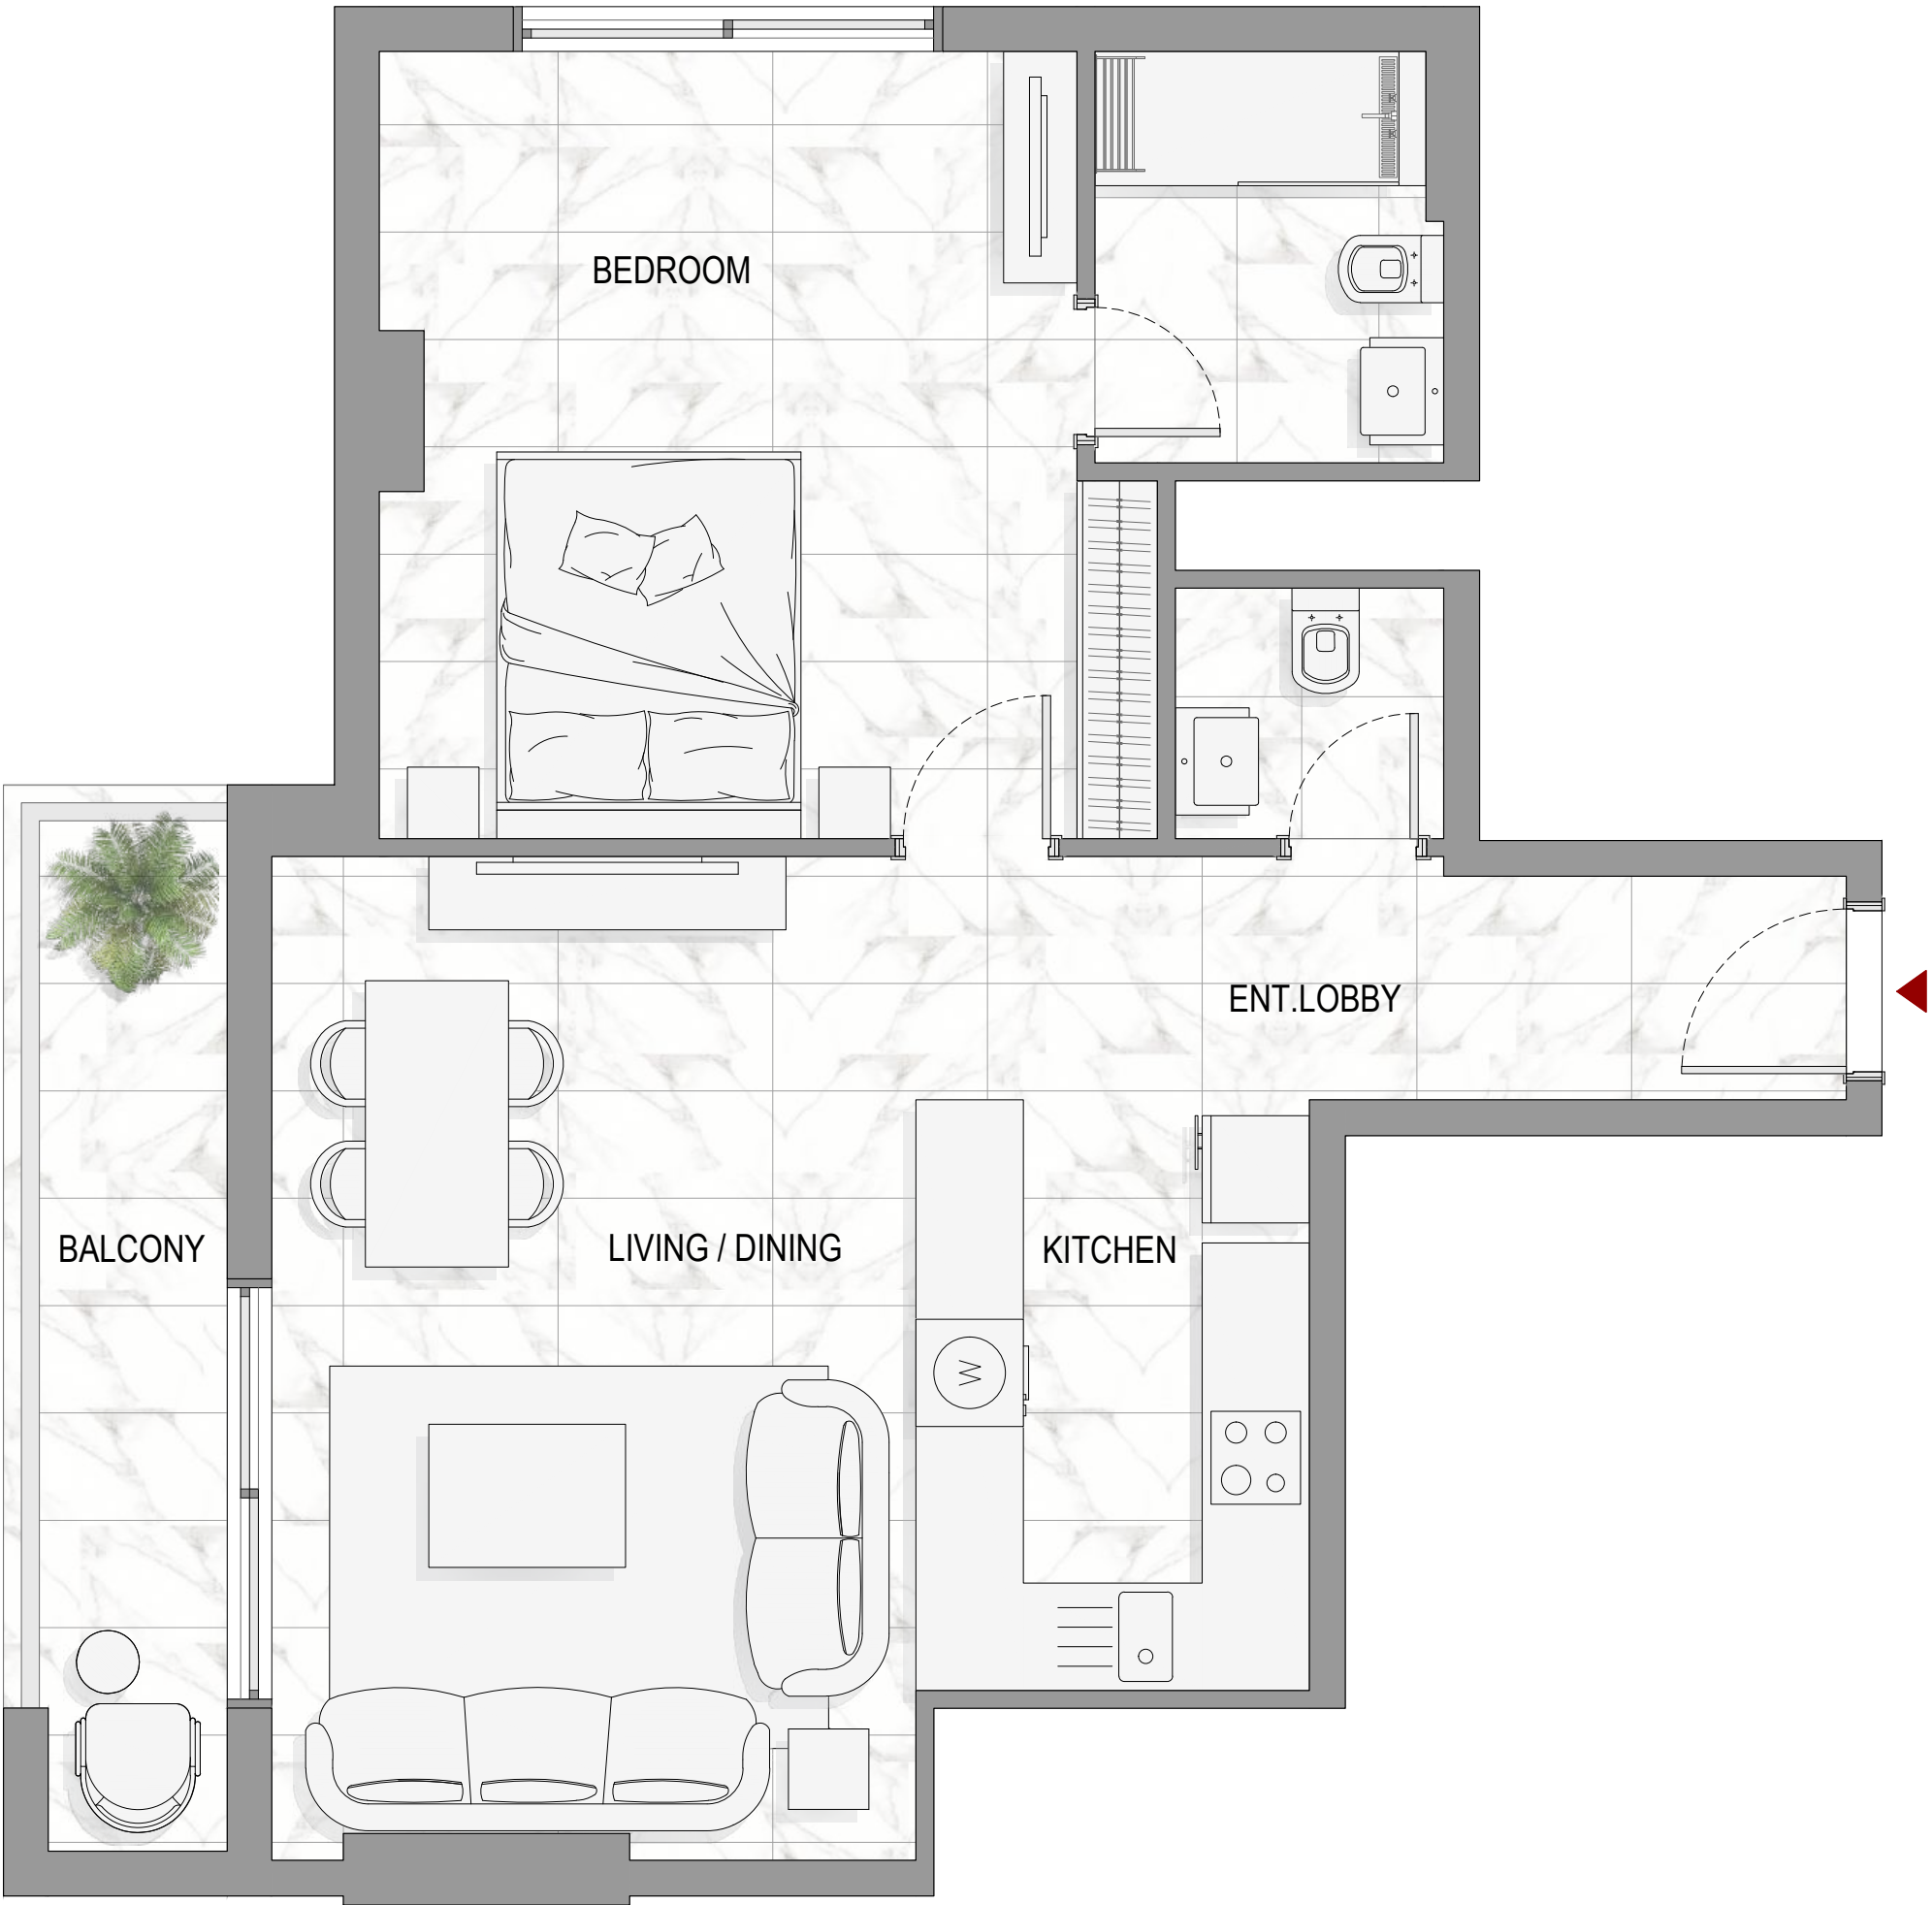 BEDROOM
ENT.LOBBY
BALCONY
LIVING / DINING
KITCHEN
W